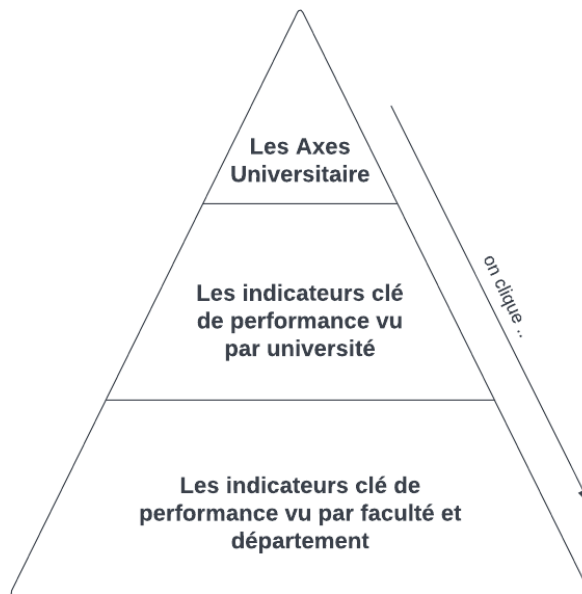 Les Axes
Universitaire
Les indicateurs clé
de performance vu
par université
on clique ..
Les indicateurs clé de
performance vu par faculté et
département